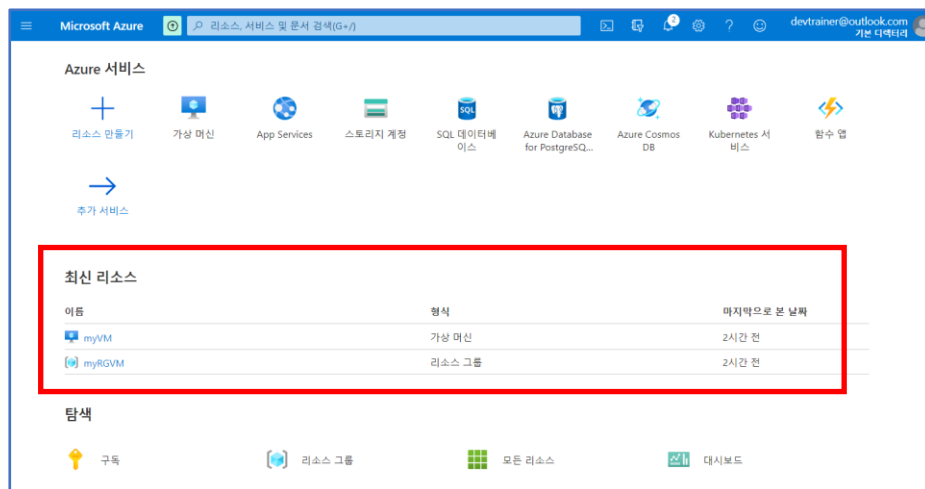 Microsoft Azure
리소스, 서비스 및 문서 검색(G+/)
2
devtrainer@outlook.com
기본 디렉터리
Azure 서비스
리소스 만들기
가상 머신
App Services
스토리지 계정
SQL
SQL 데이터베
이스
Azure Database
for PostgreSQ...
Azure Cosmos
DB
Kubernetes 서
비스
함수 앱
추가 서비스
최신 리소스
이름 형식 마지막으로 본 날짜
myVM 가상 머신 2시간 전
myRGVM 리소스 그룹 2시간 전
탐색
구독 리소스 그룹 모든 리소스 대시보드